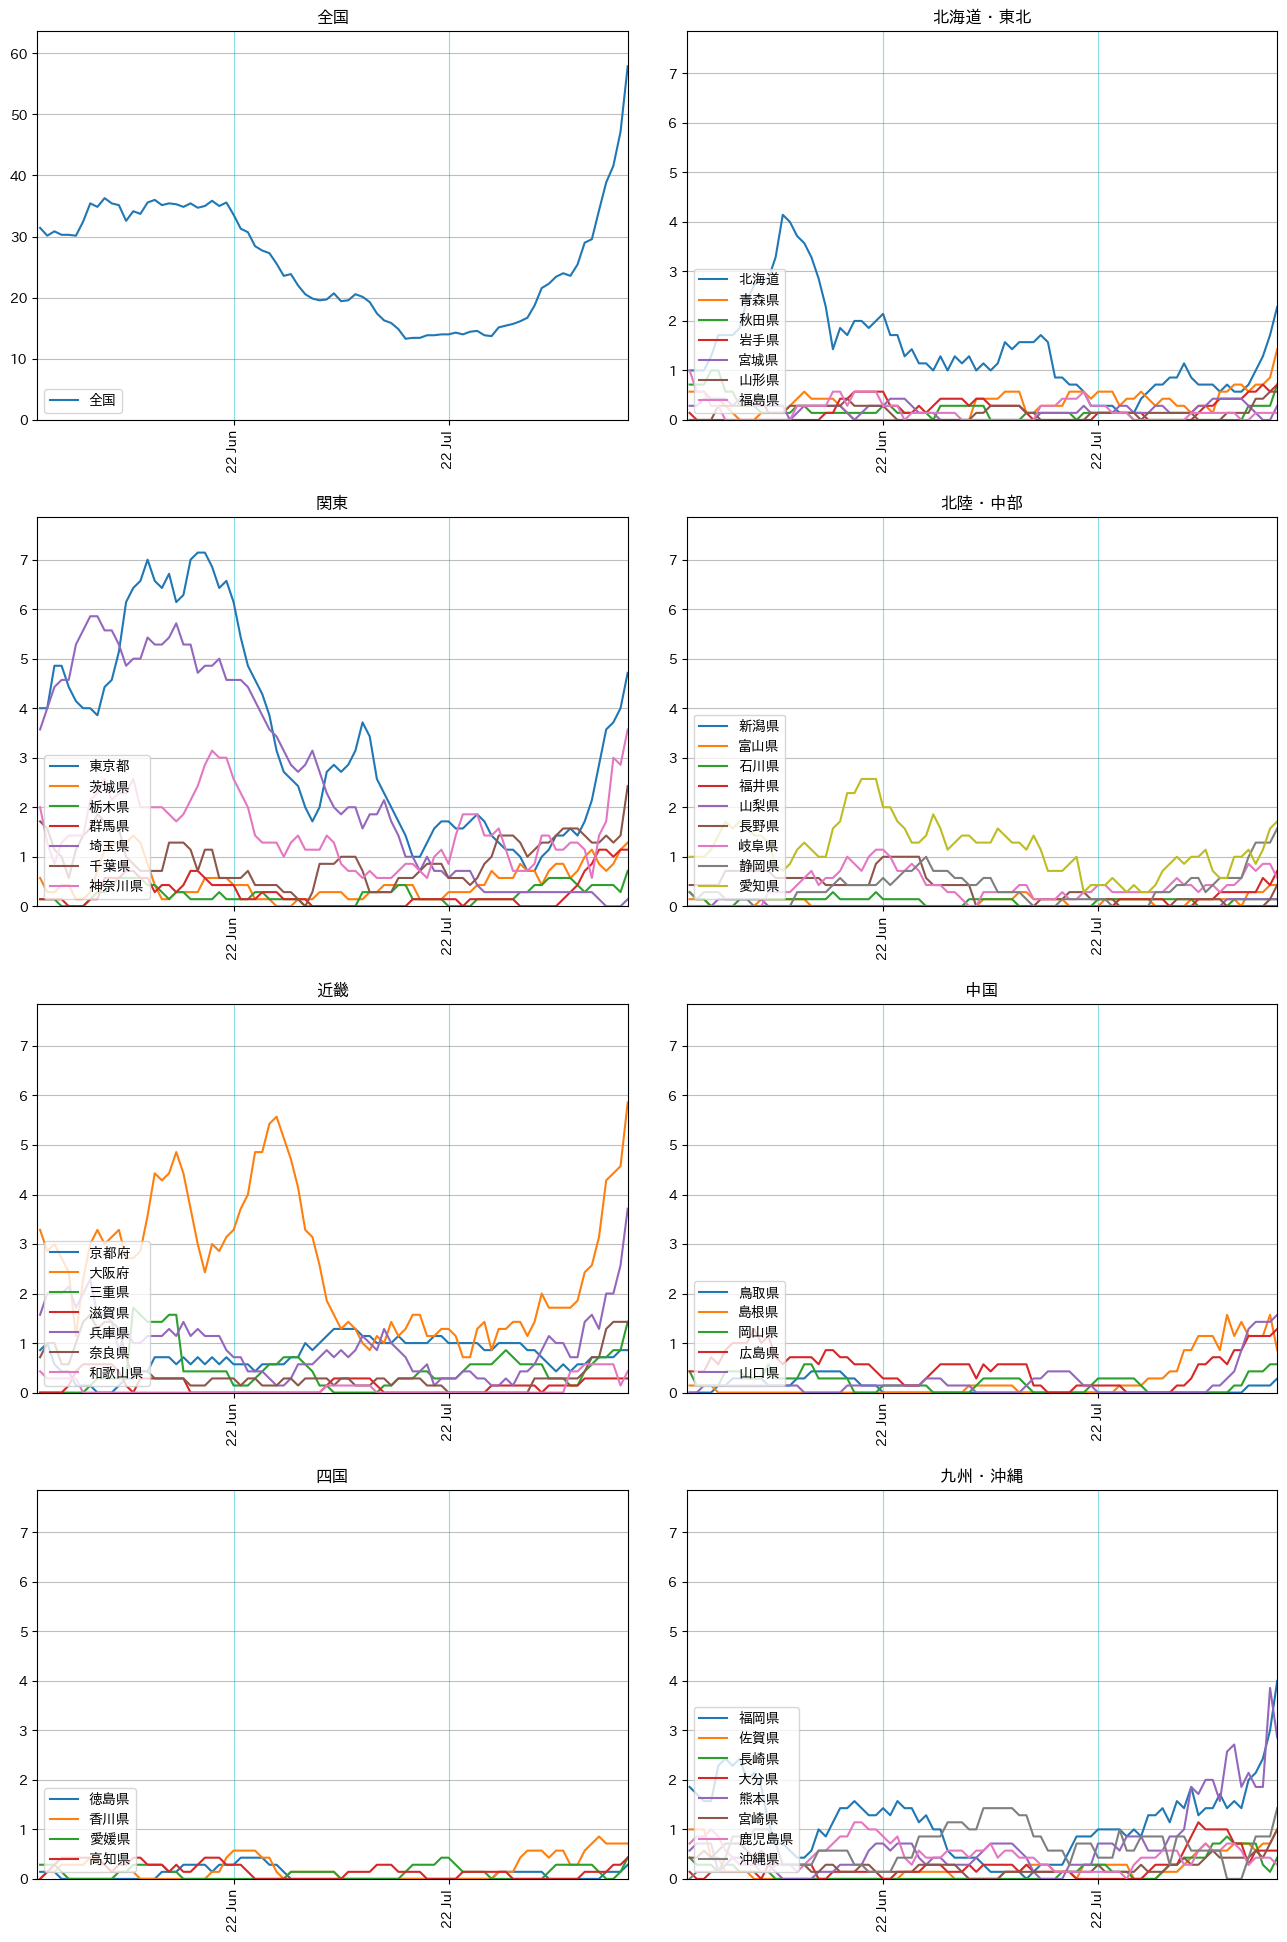 全国
60
50
40
30
20
10
0
全国
22 Jun
22 Jul
北海道・東北
7
6
5
4
3
2
1
0
北海道
青森県
秋田県
岩手県
宮城県
山形県
福島県
22 Jun
22 Jul
関東
7
6
5
4
3
2
1
0
東京都
茨城県
栃木県
群馬県
埼玉県
千葉県
神奈川県
22 Jun
22 Jul
北陸・中部
7
6
5
4
3
2
1
0
新潟県
富山県
石川県
福井県
山梨県
長野県
岐阜県
静岡県
愛知県
22 Jun
22 Jul
近畿
7
6
5
4
3
2
1
0
京都府
大阪府
三重県
滋賀県
兵庫県
奈良県
和歌山県
22 Jun
22 Jul
中国
7
6
5
4
3
2
1
0
鳥取県
島根県
岡山県
広島県
山口県
22 Jun
22 Jul
四国
7
6
5
4
3
2
1
0
徳島県
香川県
愛媛県
高知県
22 Jun
22 Jul
九州・沖縄
7
6
5
4
3
2
1
0
福岡県
佐賀県
長崎県
大分県
熊本県
宮崎県
鹿児島県
沖縄県
22 Jun
22 Jul